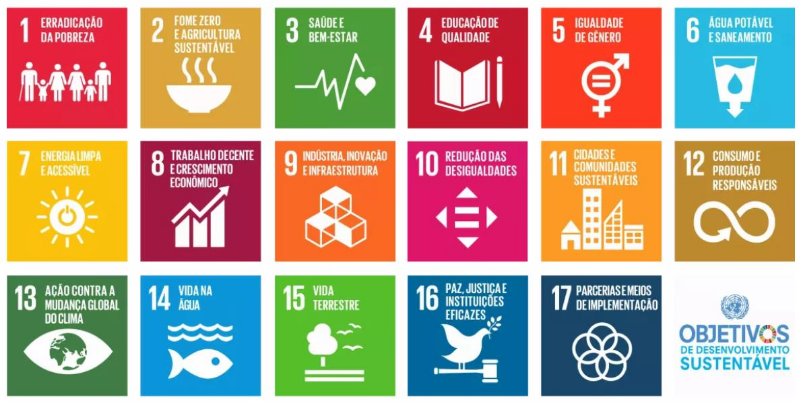 1 ERRADICAÇÃO
DA POBREZA
2 FOME ZERO
E AGRICULTURA
SUSTENTÁVEL
3 SAÚDE E
BEM-ESTAR
4 EDUCAÇÃO DE
QUALIDADE
5 IGUALDADE
DE GÊNERO
6 ÁGUA POTÁVEL
E SANEAMENTO
7 ENERGIA LIMPA
E ACESSÍVEL
8 TRABALHO DECENTE
E CRESCIMENTO
ECONÔMICO
9 INDÚSTRIA, INOVAÇÃO
E INFRAESTRUTURA
10 REDUÇÃO DAS
DESIGUALDADES
11 CIDADES E
COMUNIDADES
SUSTENTÁVEIS
12 CONSUMO E
PRODUÇÃO
RESPONSÁVEIS
13 AÇÃO CONTRA A
MUDANÇA GLOBAL
DO CLIMA
14 VIDA NA
ÁGUA
15 VIDA
TERRESTRE
16 PAZ, JUSTIÇA E
INSTITUIÇÕES
EFICAZES
17 PARCERIAS E MEIOS
DE IMPLEMENTAÇÃO
OBJETIVOS
DE DESENVOLVIMENTO
SUSTENTÁVEL